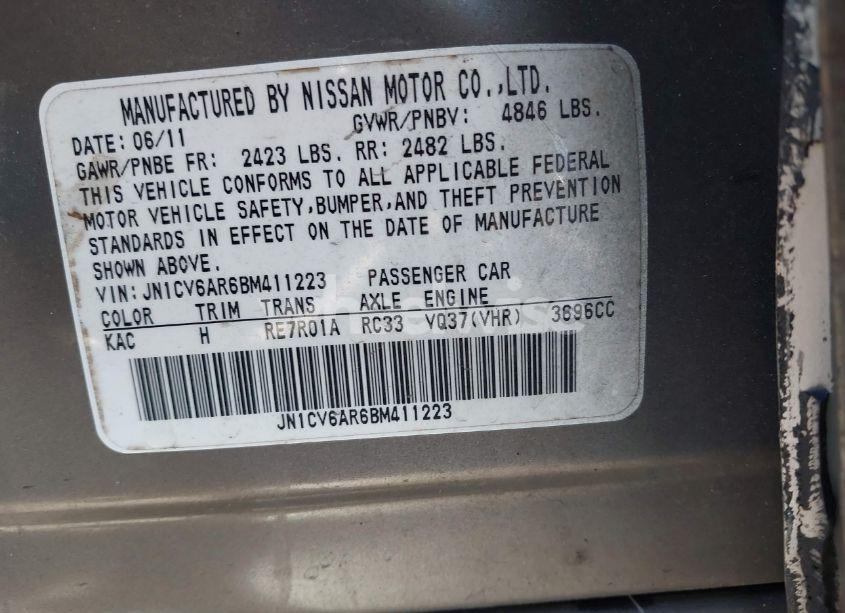 MANUFACTURED BY NISSAN MOTOR CO.,LTD.
DATE: 06/11 GVWR/PNBV: 4846 LBS.
GAWR/PNBE FR: 2423 LBS. RR: 2482 LBS.
THIS VEHICLE CONFORMS TO ALL APPLICABLE FEDERAL
MOTOR VEHICLE SAFETY,BUMPER,AND THEFT PREVENTION
STANDARDS IN EFFECT ON THE DATE OF MANUFACTURE
SHOWN ABOVE.
VIN: JN1CV6AR6BM411223 PASSENGER CAR
COLOR TRIM TRANS AXLE ENGINE
KAC H RE7R01A RC33 VQ37(VHR) 3696CC
JN1CV6AR6BM411223